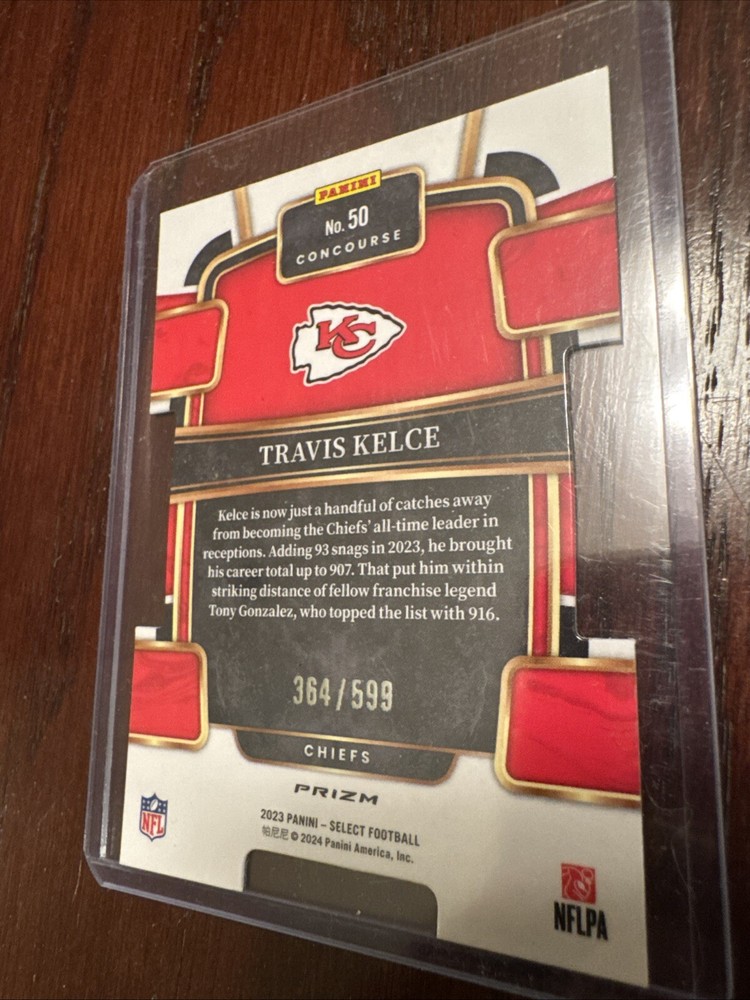 PANINI
No. 50
CONCOURSE
KC
TRAVIS KELCE
Kelce is now just a handful of catches away
from becoming the Chiefs' all-time leader in
receptions. Adding 93 snags in 2023, he brought
his career total up to 907. That put him within
striking distance of fellow franchise legend
Tony Gonzalez, who topped the list with 916.
364/599
CHIEFS
PRIZM
2023 PANINI – SELECT FOOTBALL
帕尼尼 © 2024 Panini America, Inc.
NFL
NFLPA